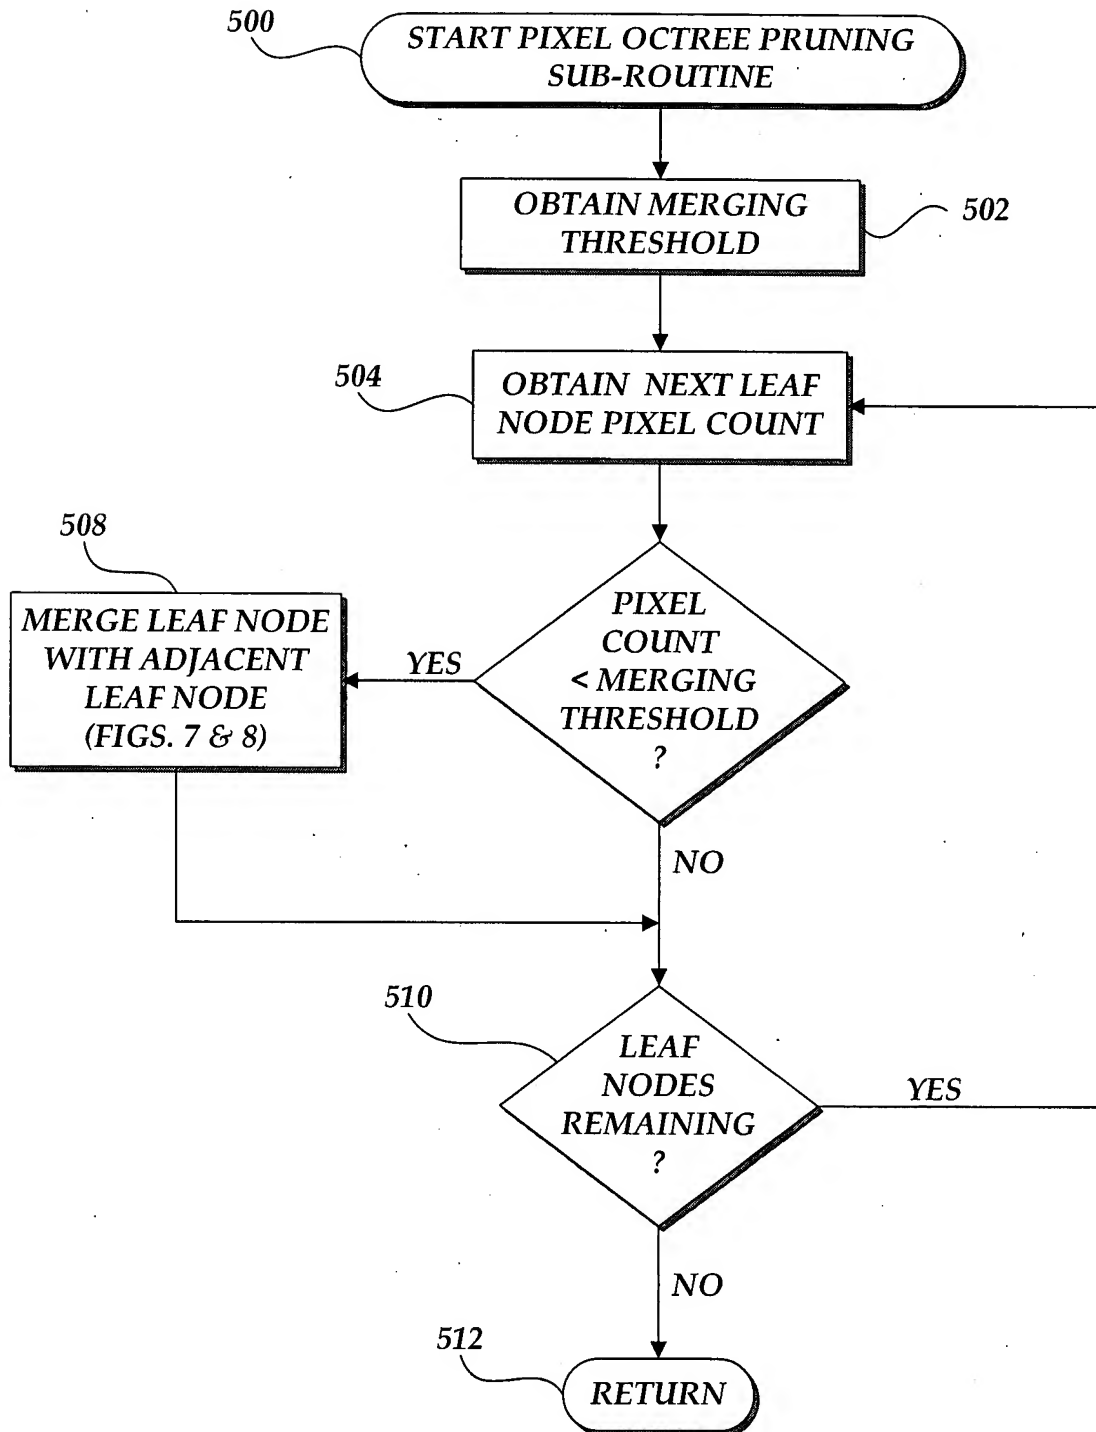 500
START PIXEL OCTREE PRUNING
SUB-ROUTINE
OBTAIN MERGING
THRESHOLD
502
504
OBTAIN NEXT LEAF
NODE PIXEL COUNT
508
MERGE LEAF NODE
WITH ADJACENT
LEAF NODE
(FIGS. 7 & 8)
YES
PIXEL
COUNT
< MERGING
THRESHOLD
?
NO
510
LEAF
NODES
REMAINING
?
YES
NO
512
RETURN